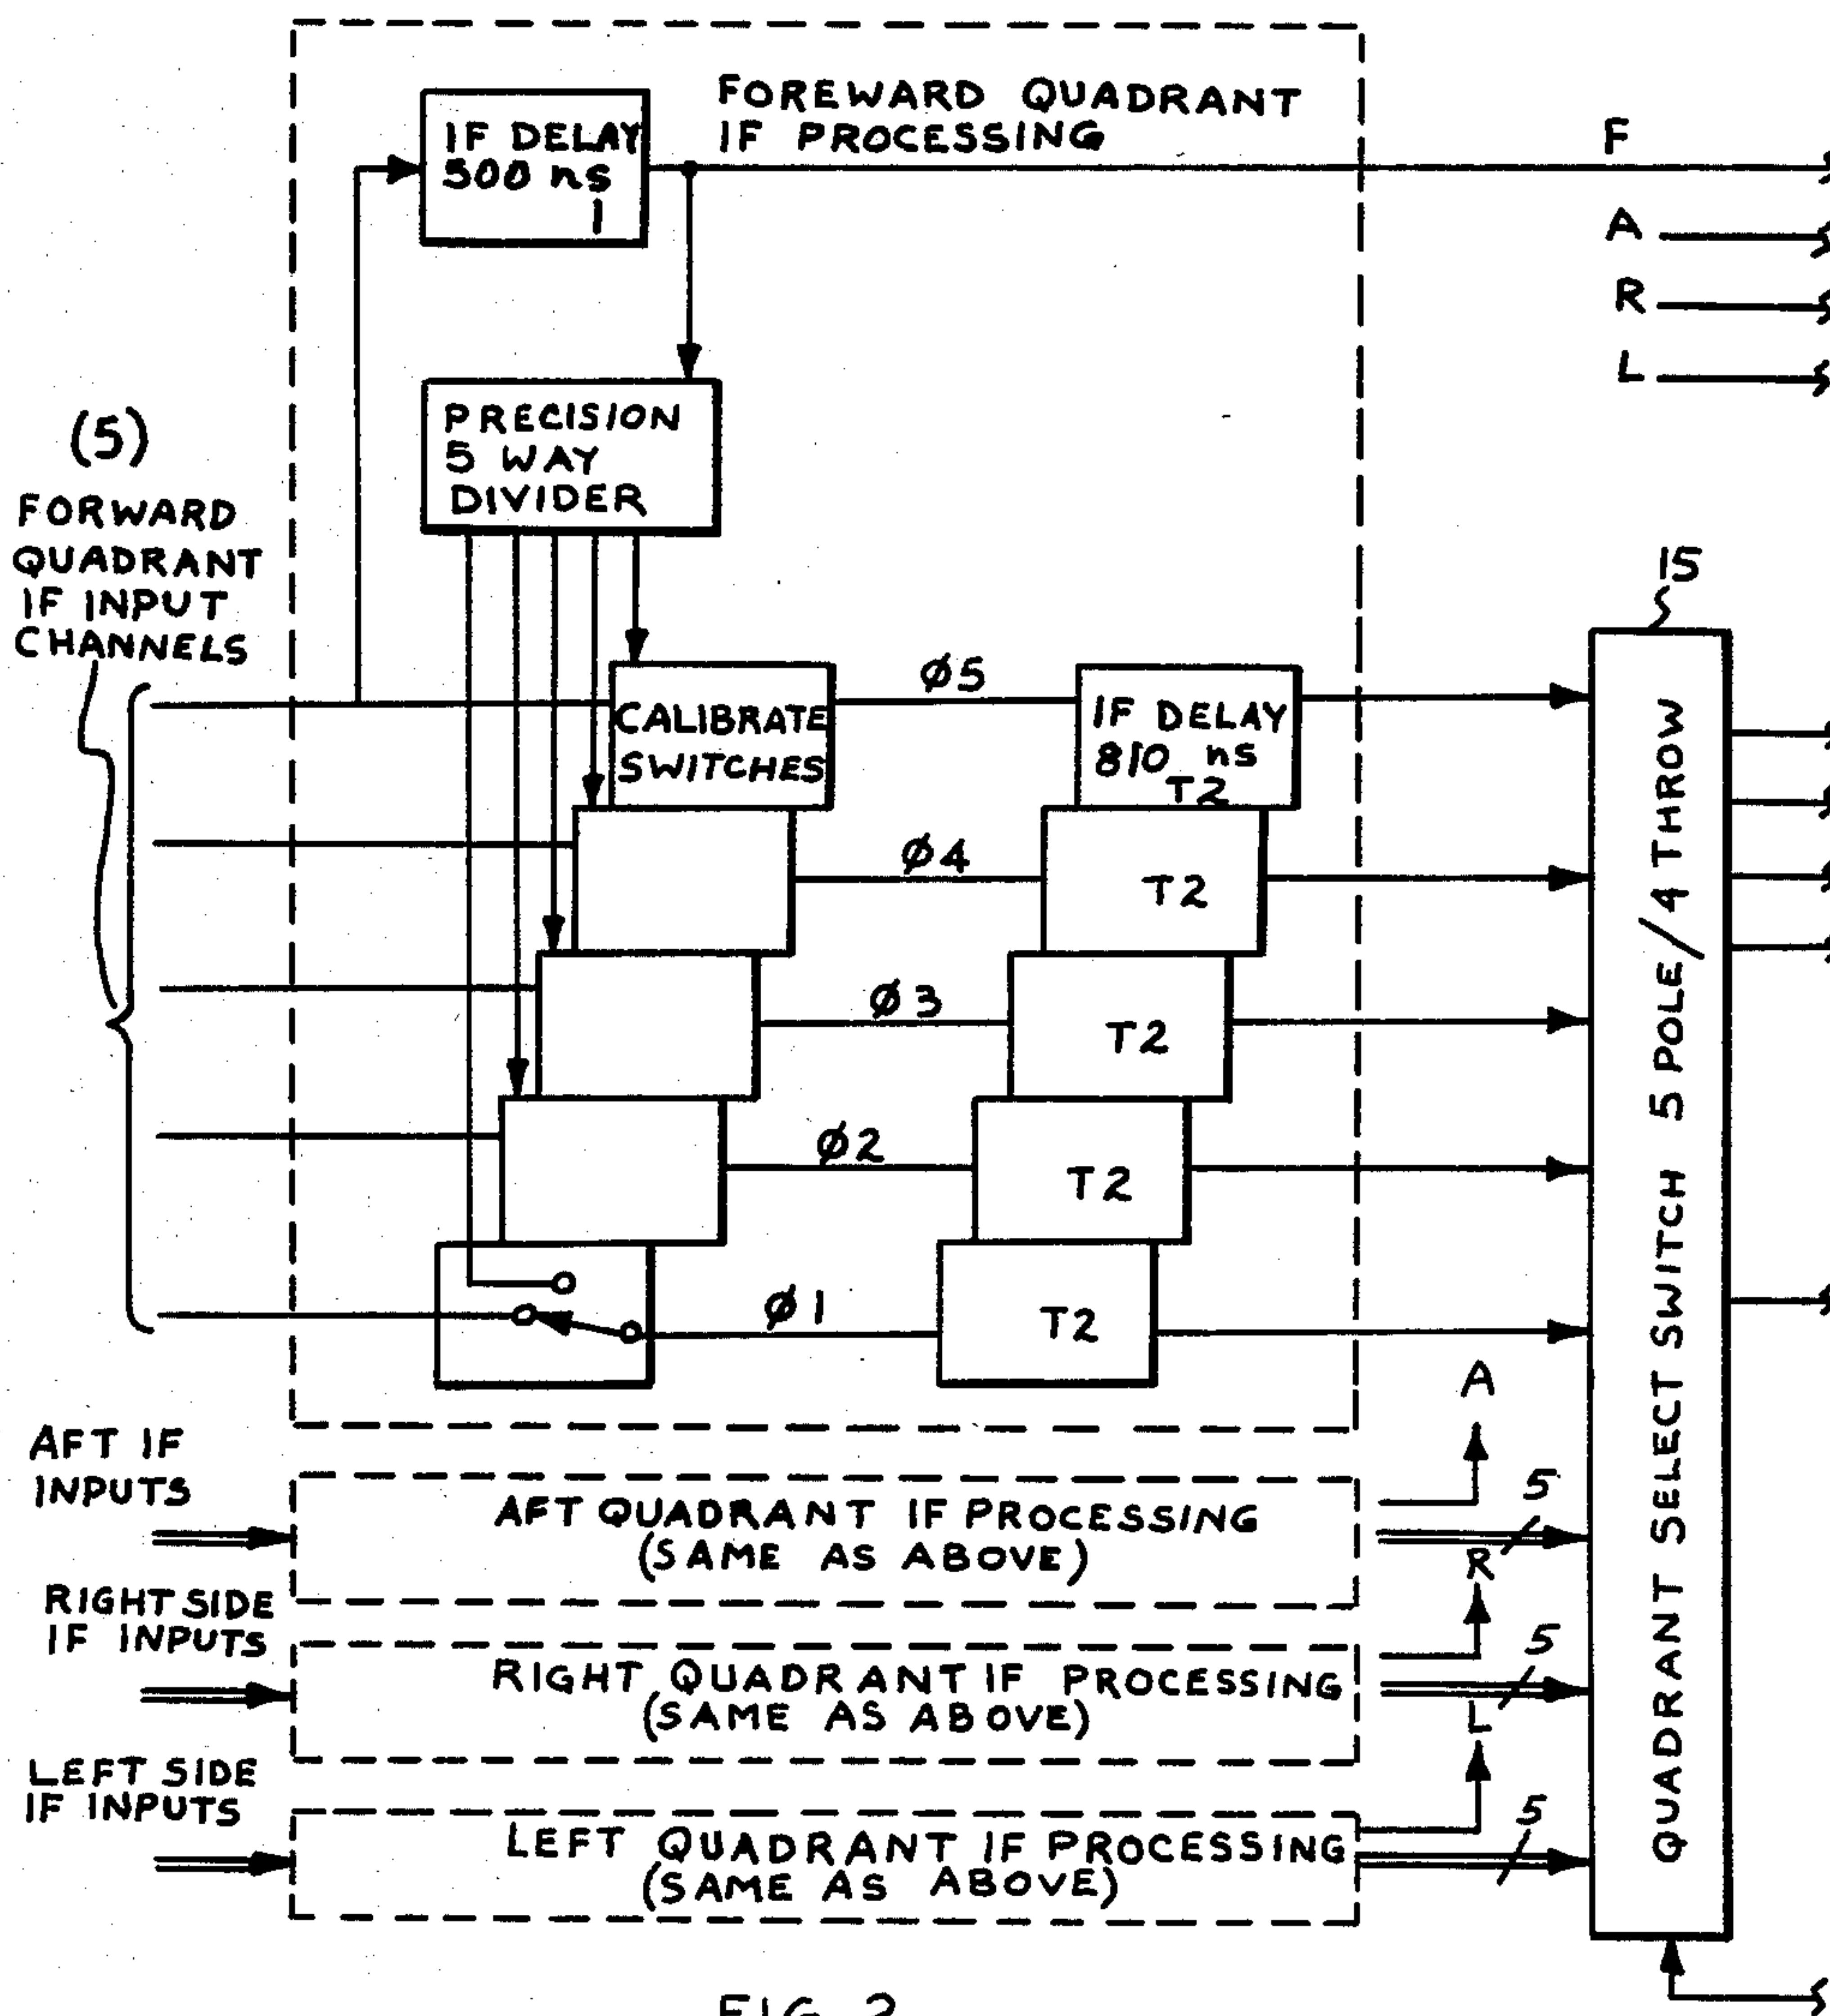 IF DELAY
500 ns
1
FOREWARD QUADRANT
IF PROCESSING
F
A
R
L
PRECISION
5 WAY
DIVIDER
(5)
FORWARD
QUADRANT
IF INPUT
CHANNELS
15
CALIBRATE
SWITCHES
Ø5
IF DELAY
810 ns
T2
Ø4
T2
Ø3
T2
Ø2
T2
Ø1
T2
QUADRANT SELECT SWITCH 5 POLE/4 THROW
A
AFT IF
INPUTS
AFT QUADRANT IF PROCESSING
(SAME AS ABOVE)
5
R
RIGHT SIDE
IF INPUTS
RIGHT QUADRANT IF PROCESSING
(SAME AS ABOVE)
5
L
LEFT SIDE
IF INPUTS
LEFT QUADRANT IF PROCESSING
(SAME AS ABOVE)
5